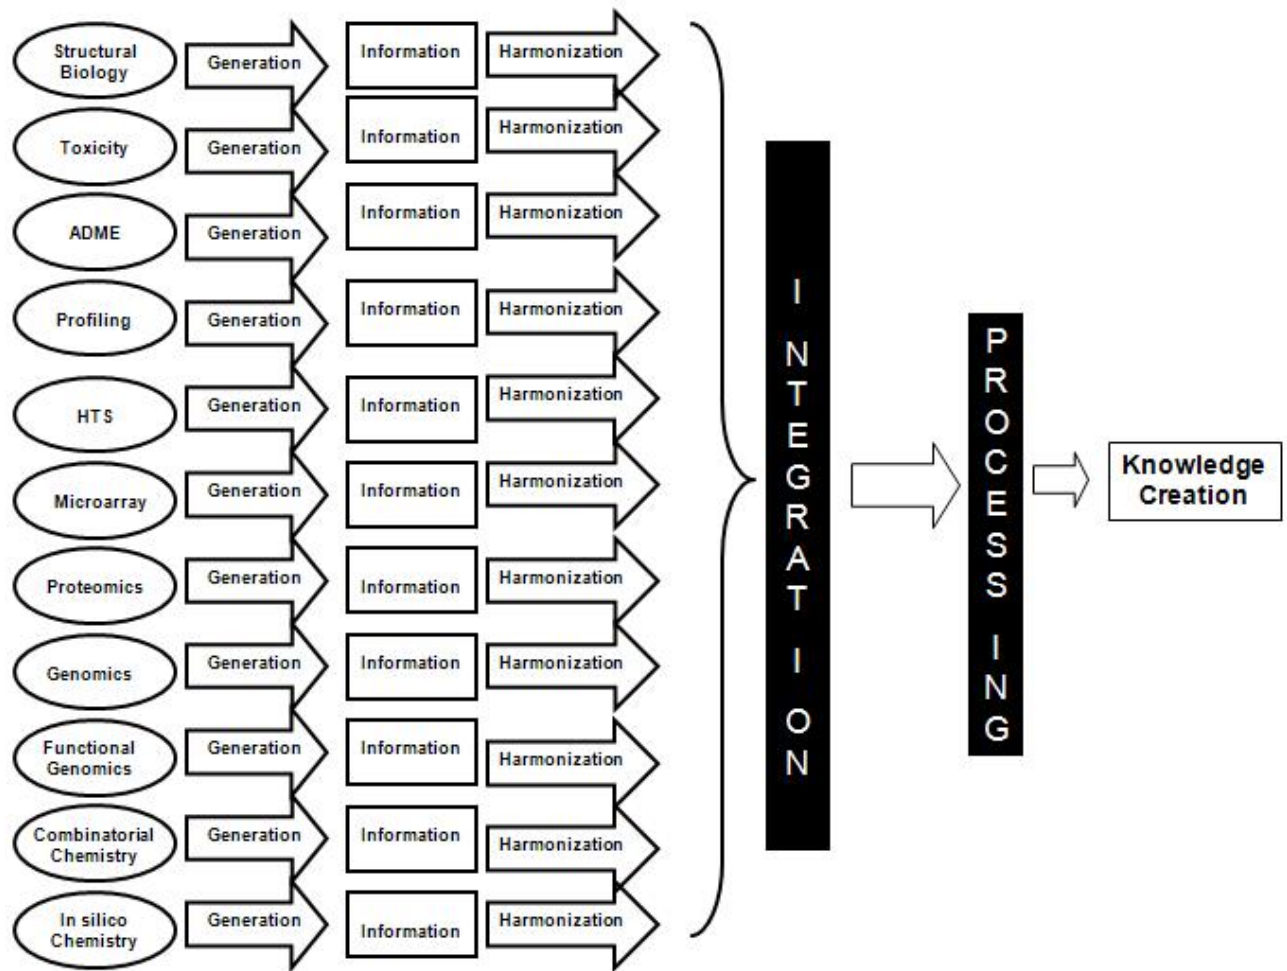 Structural
Biology
Generation
Information
Harmonization
Toxicity
Generation
Information
Harmonization
ADME
Generation
Information
Harmonization
Profiling
Generation
Information
Harmonization
HTS
Generation
Information
Harmonization
Microarray
Generation
Information
Harmonization
Proteomics
Generation
Information
Harmonization
Genomics
Generation
Information
Harmonization
Functional
Genomics
Generation
Information
Harmonization
Combinatorial
Chemistry
Generation
Information
Harmonization
In silico
Chemistry
Generation
Information
Harmonization
INTEGRATION
PROCESSING
Knowledge
Creation